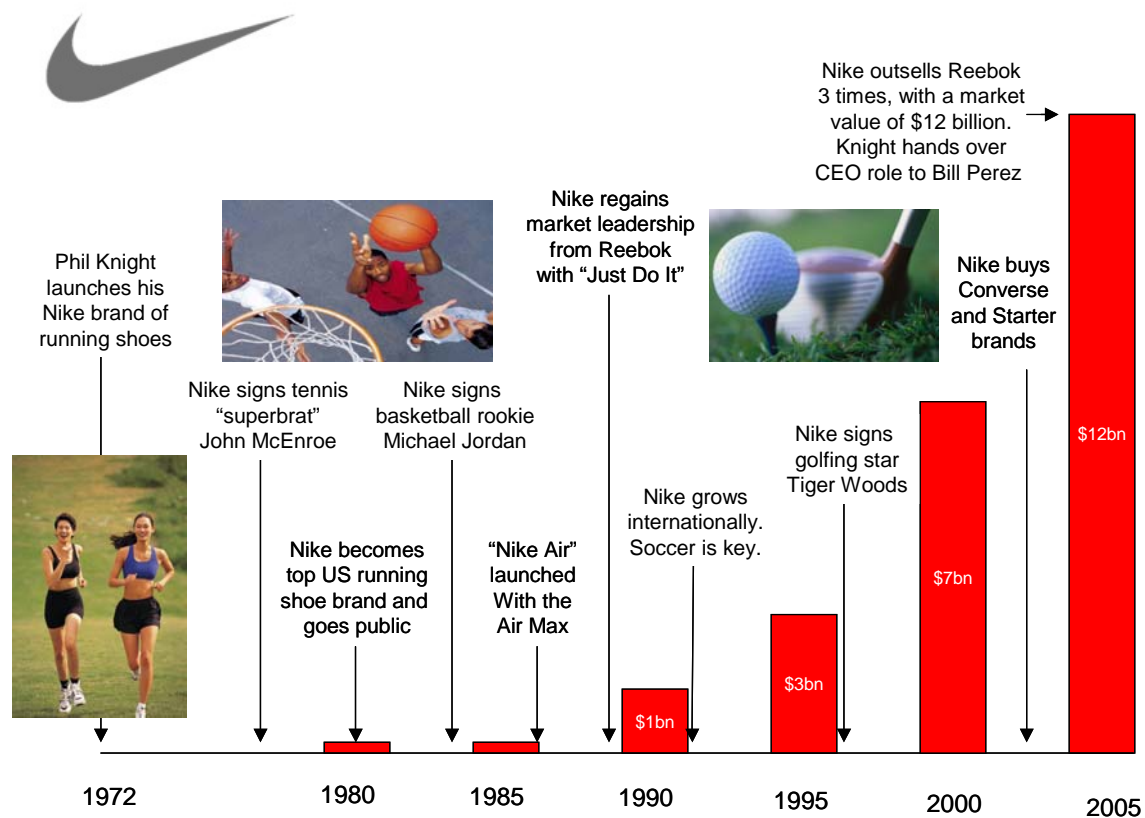 Nike outsells Reebok
3 times, with a market
value of $12 billion.
Knight hands over
CEO role to Bill Perez
Nike regains
market leadership
from Reebok
with “Just Do It”
Phil Knight
launches his
Nike brand of
running shoes
Nike buys
Converse
and Starter
brands
Nike signs tennis
“superbrat”
John McEnroe
Nike signs
basketball rookie
Michael Jordan
Nike signs
golfing star
Tiger Woods
$12bn
Nike grows
internationally.
Soccer is key.
Nike becomes
top US running
shoe brand and
goes public
“Nike Air”
launched
With the
Air Max
$7bn
$3bn
$1bn
1972
1980
1985
1990
1995
2000
2005